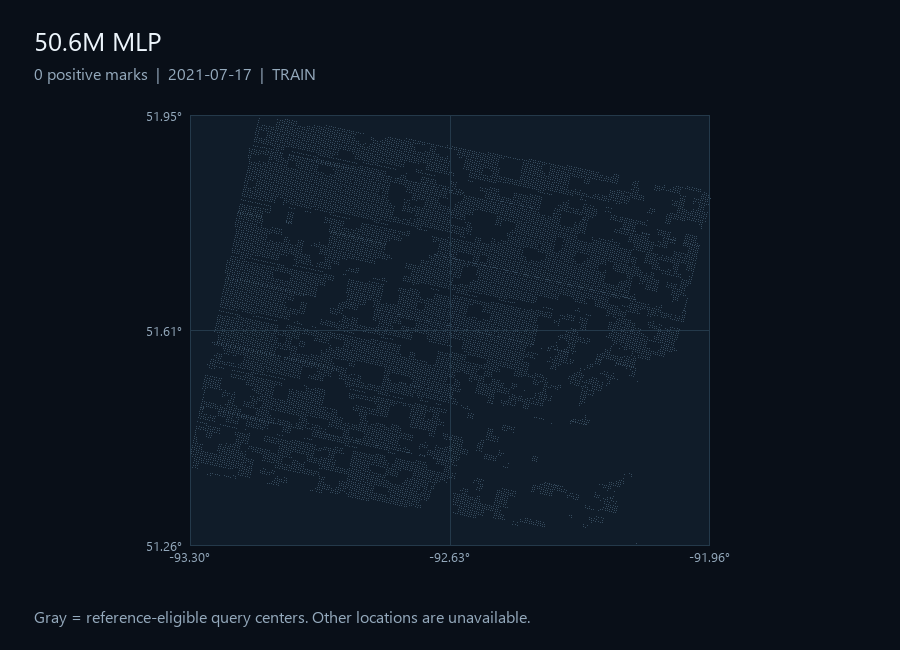 50.6M MLP
0 positive marks | 2021-07-17 | TRAIN
51.95°
51.61°
51.26°
-93.30°
-92.63°
-91.96°
Gray = reference-eligible query centers. Other locations are unavailable.